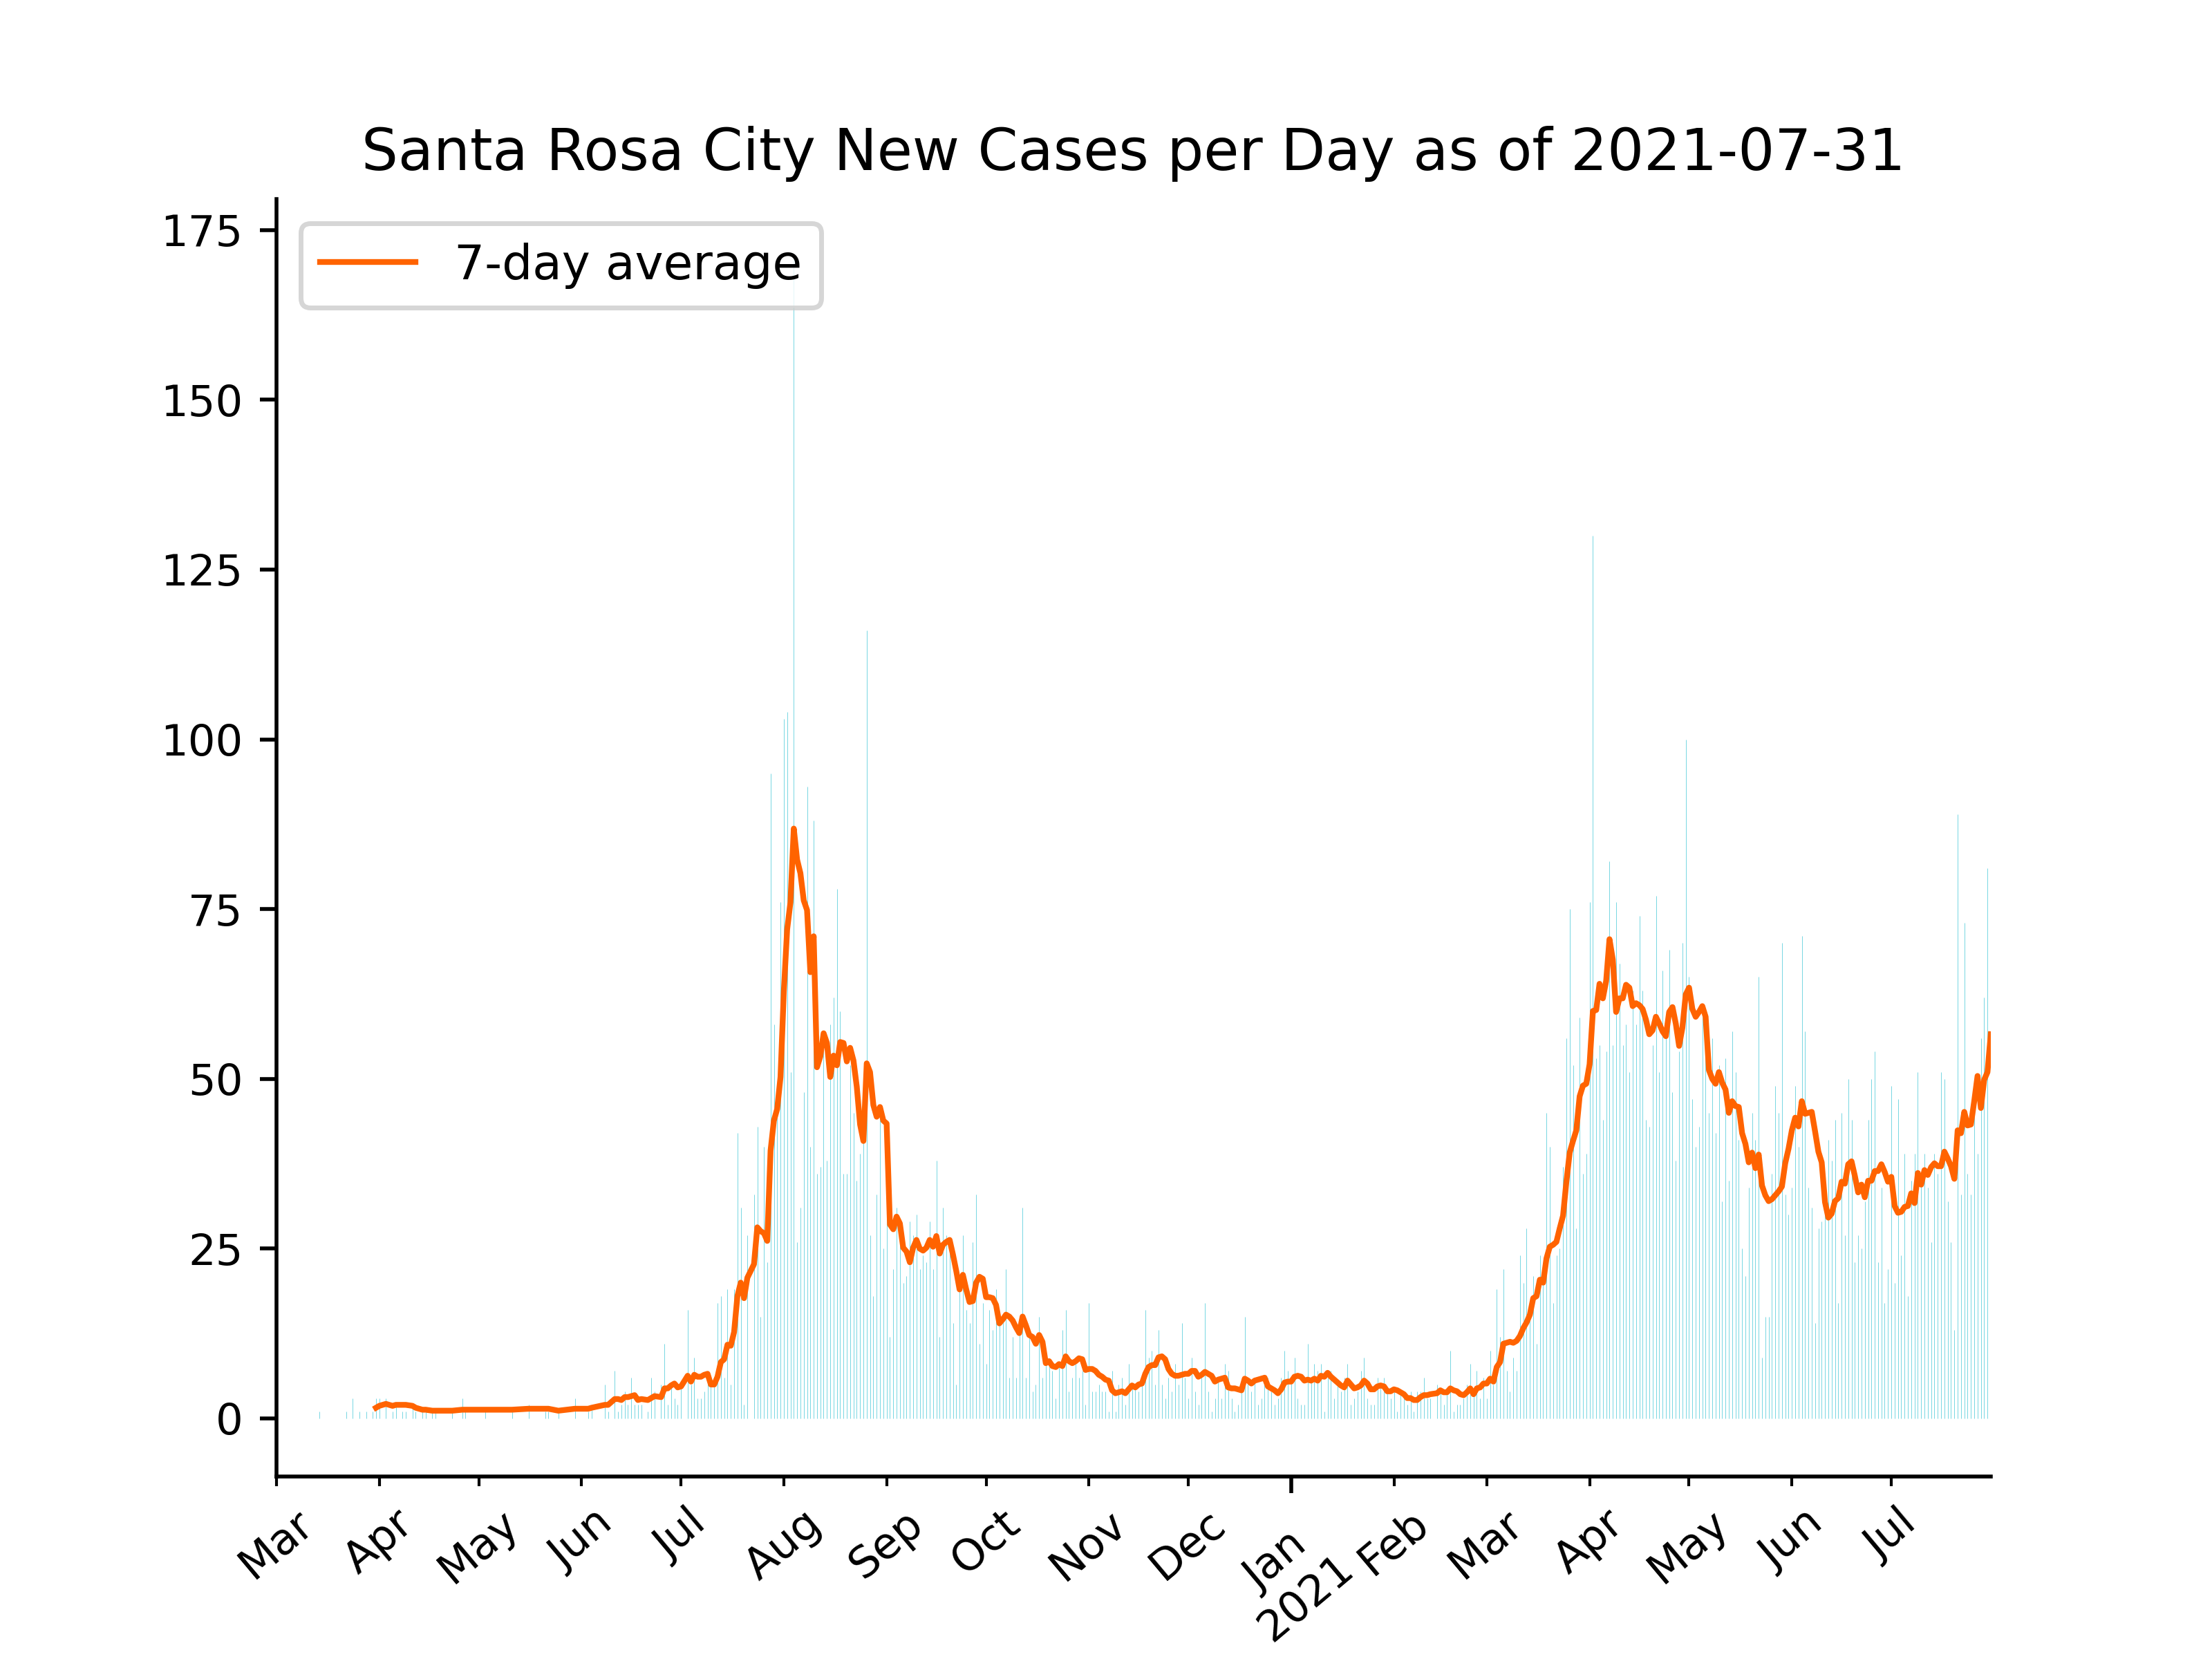 Santa Rosa City New Cases per Day as of 2021-07-31
7-day average
175
150
125
100
75
50
25
0
Mar
Apr
May
Jun
Jul
Aug
Sep
Oct
Nov
Dec
Jan
2021
Feb
Mar
Apr
May
Jun
Jul